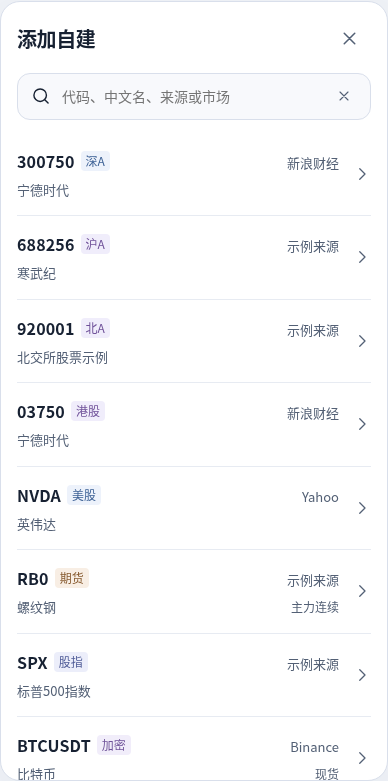 添加自建
代码、中文名、来源或市场
300750 深A 新浪财经
宁德时代
688256 沪A 示例来源
寒武纪
920001 北A 示例来源
北交所股票示例
03750 港股 新浪财经
宁德时代
NVDA 美股 Yahoo
英伟达
RB0 期货 示例来源
螺纹钢 主力连续
SPX 股指 示例来源
标普500指数
BTCUSDT 加密 Binance
比特币 现货